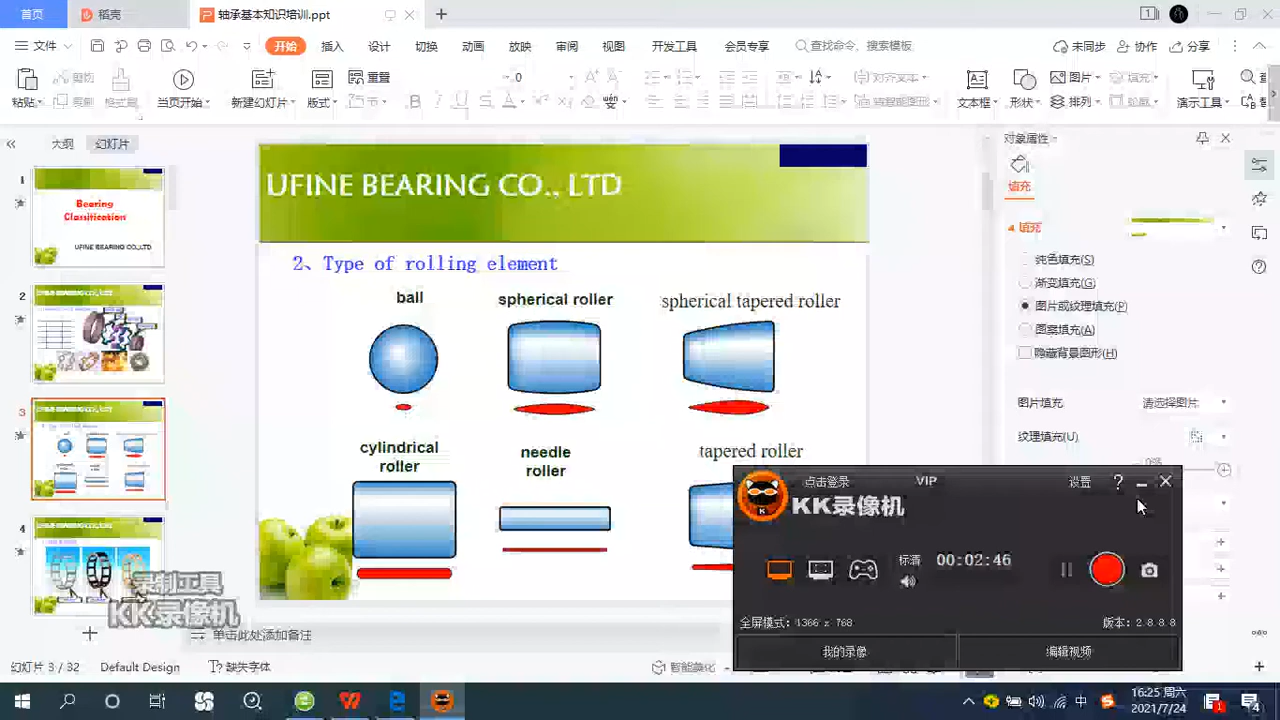 首页
稻壳
轴承基本知识培训.ppt
文件
开始
插入
设计
切换
动画
放映
审阅
视图
开发工具
会员专享
查找命令、搜索模板
未同步
协作
分享
粘贴
当页开始
新建幻灯片
版式
重置
文本框
形状
图片
排列
演示工具
大纲
幻灯片
1
Bearing
Classification
UFINE BEARING CO.,LTD
2
3
4
UFINE BEARING CO., LTD
2、Type of rolling element
ball
spherical roller
spherical tapered roller
cylindrical
roller
needle
roller
tapered roller
对象属性
填充
填充
纯色填充(S)
渐变填充(G)
图片或纹理填充(P)
图案填充(A)
隐藏背景图形(H)
图片填充
请选择图片
纹理填充(U)
点击登录
VIP
设置
KK录像机
标清
00:02:46
全屏模式: 1366 x 768
版本: 2.8.8.8
我的录像
编辑视频
录制工具
KK录像机
单击此处添加备注
幻灯片 3 / 32
Default Design
缺失字体
智能美化
中
16:25 周六
2021/7/24
1
4